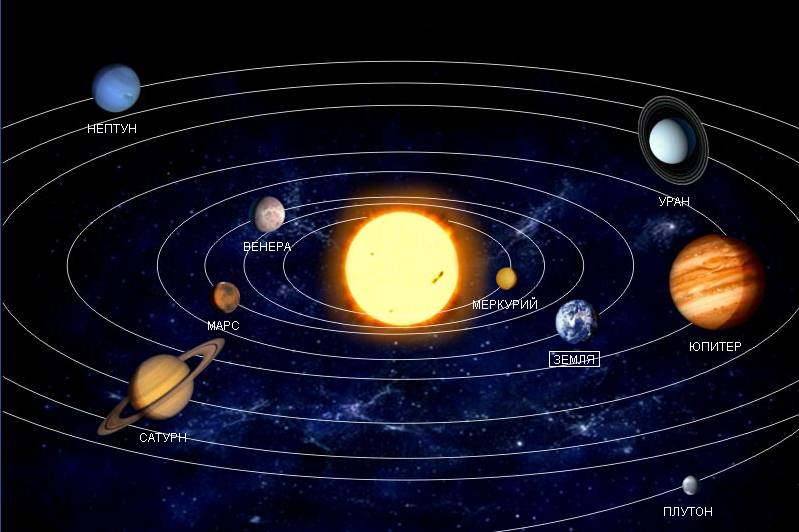 НЕПТУН
УРАН
ВЕНЕРА
МЕРКУРИЙ
МАРС
ЮПИТЕР
ЗЕМЛЯ
САТУРН
ПЛУТОН